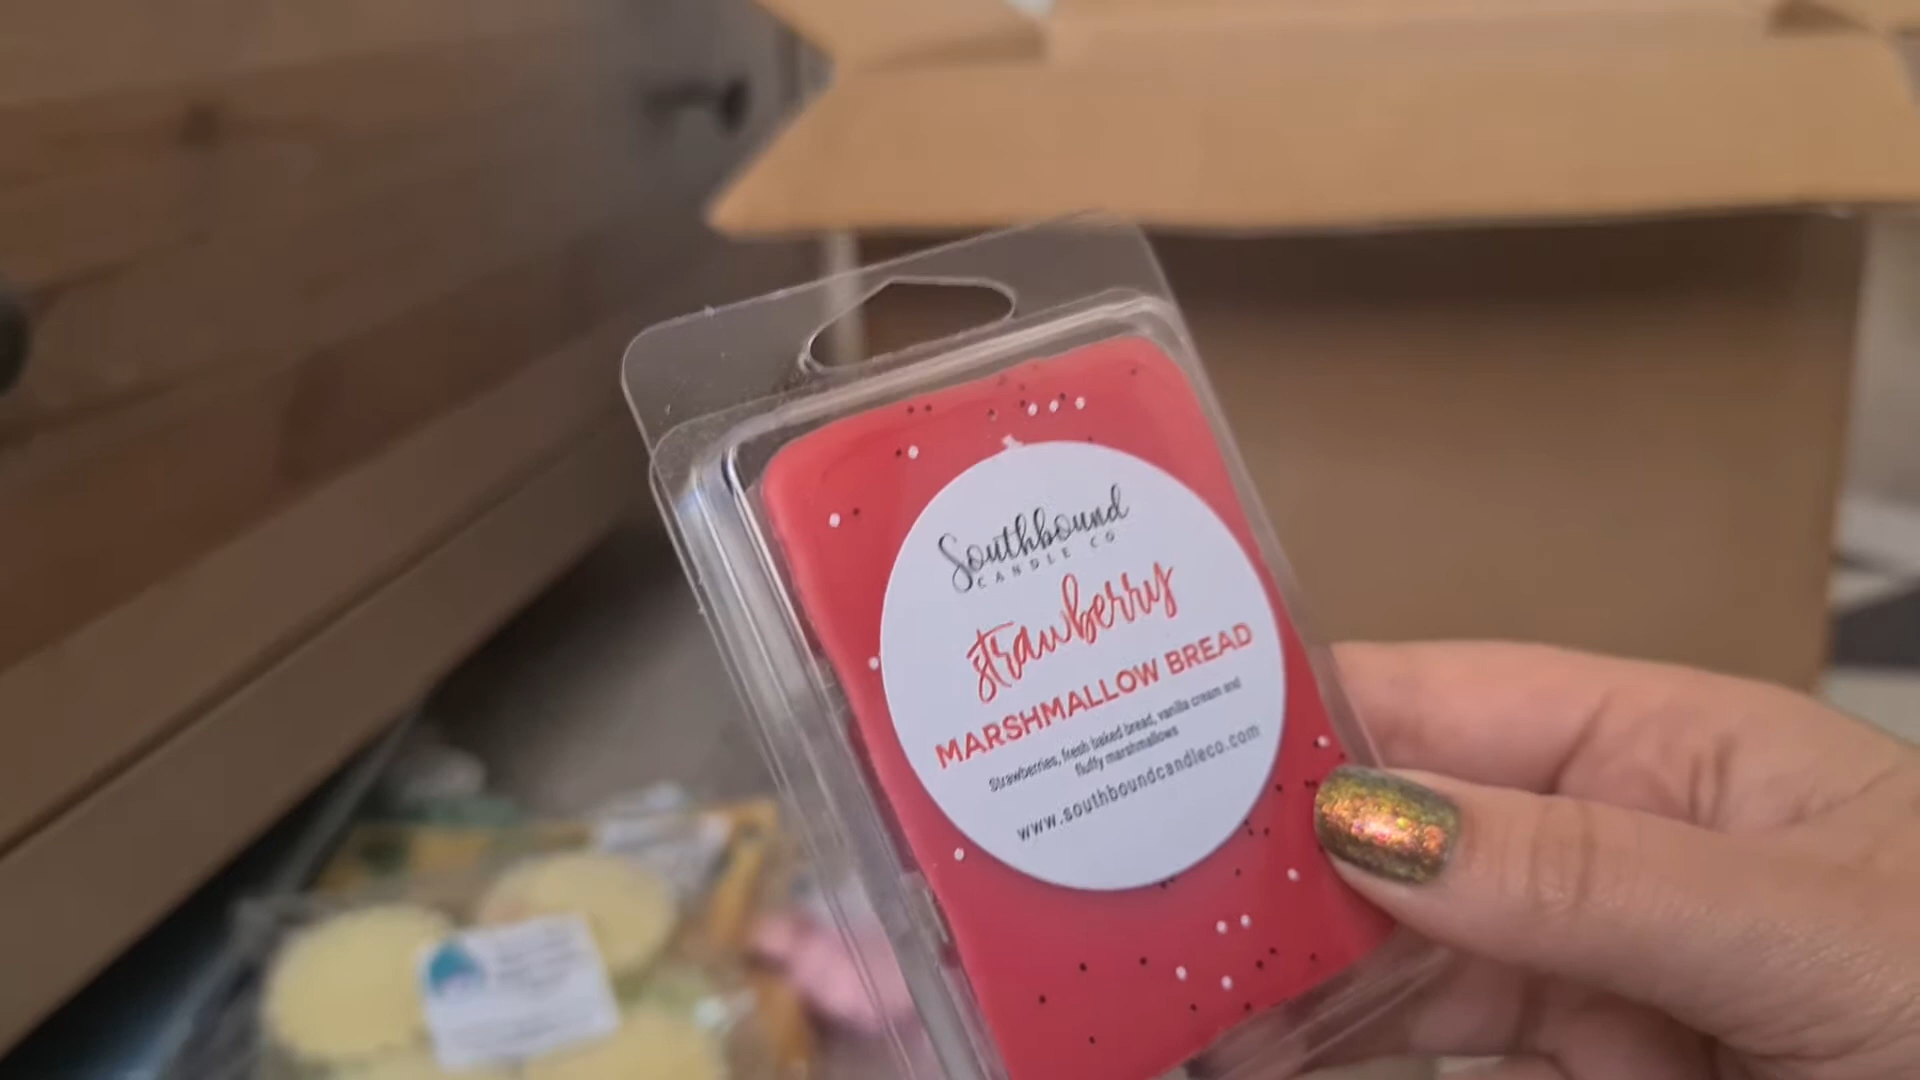 Southbound
CANDLE CO
strawberry
MARSHMALLOW BREAD
Strawberries, fresh baked bread, vanilla cream and
fluffy marshmallows
www.southboundcandleco.com